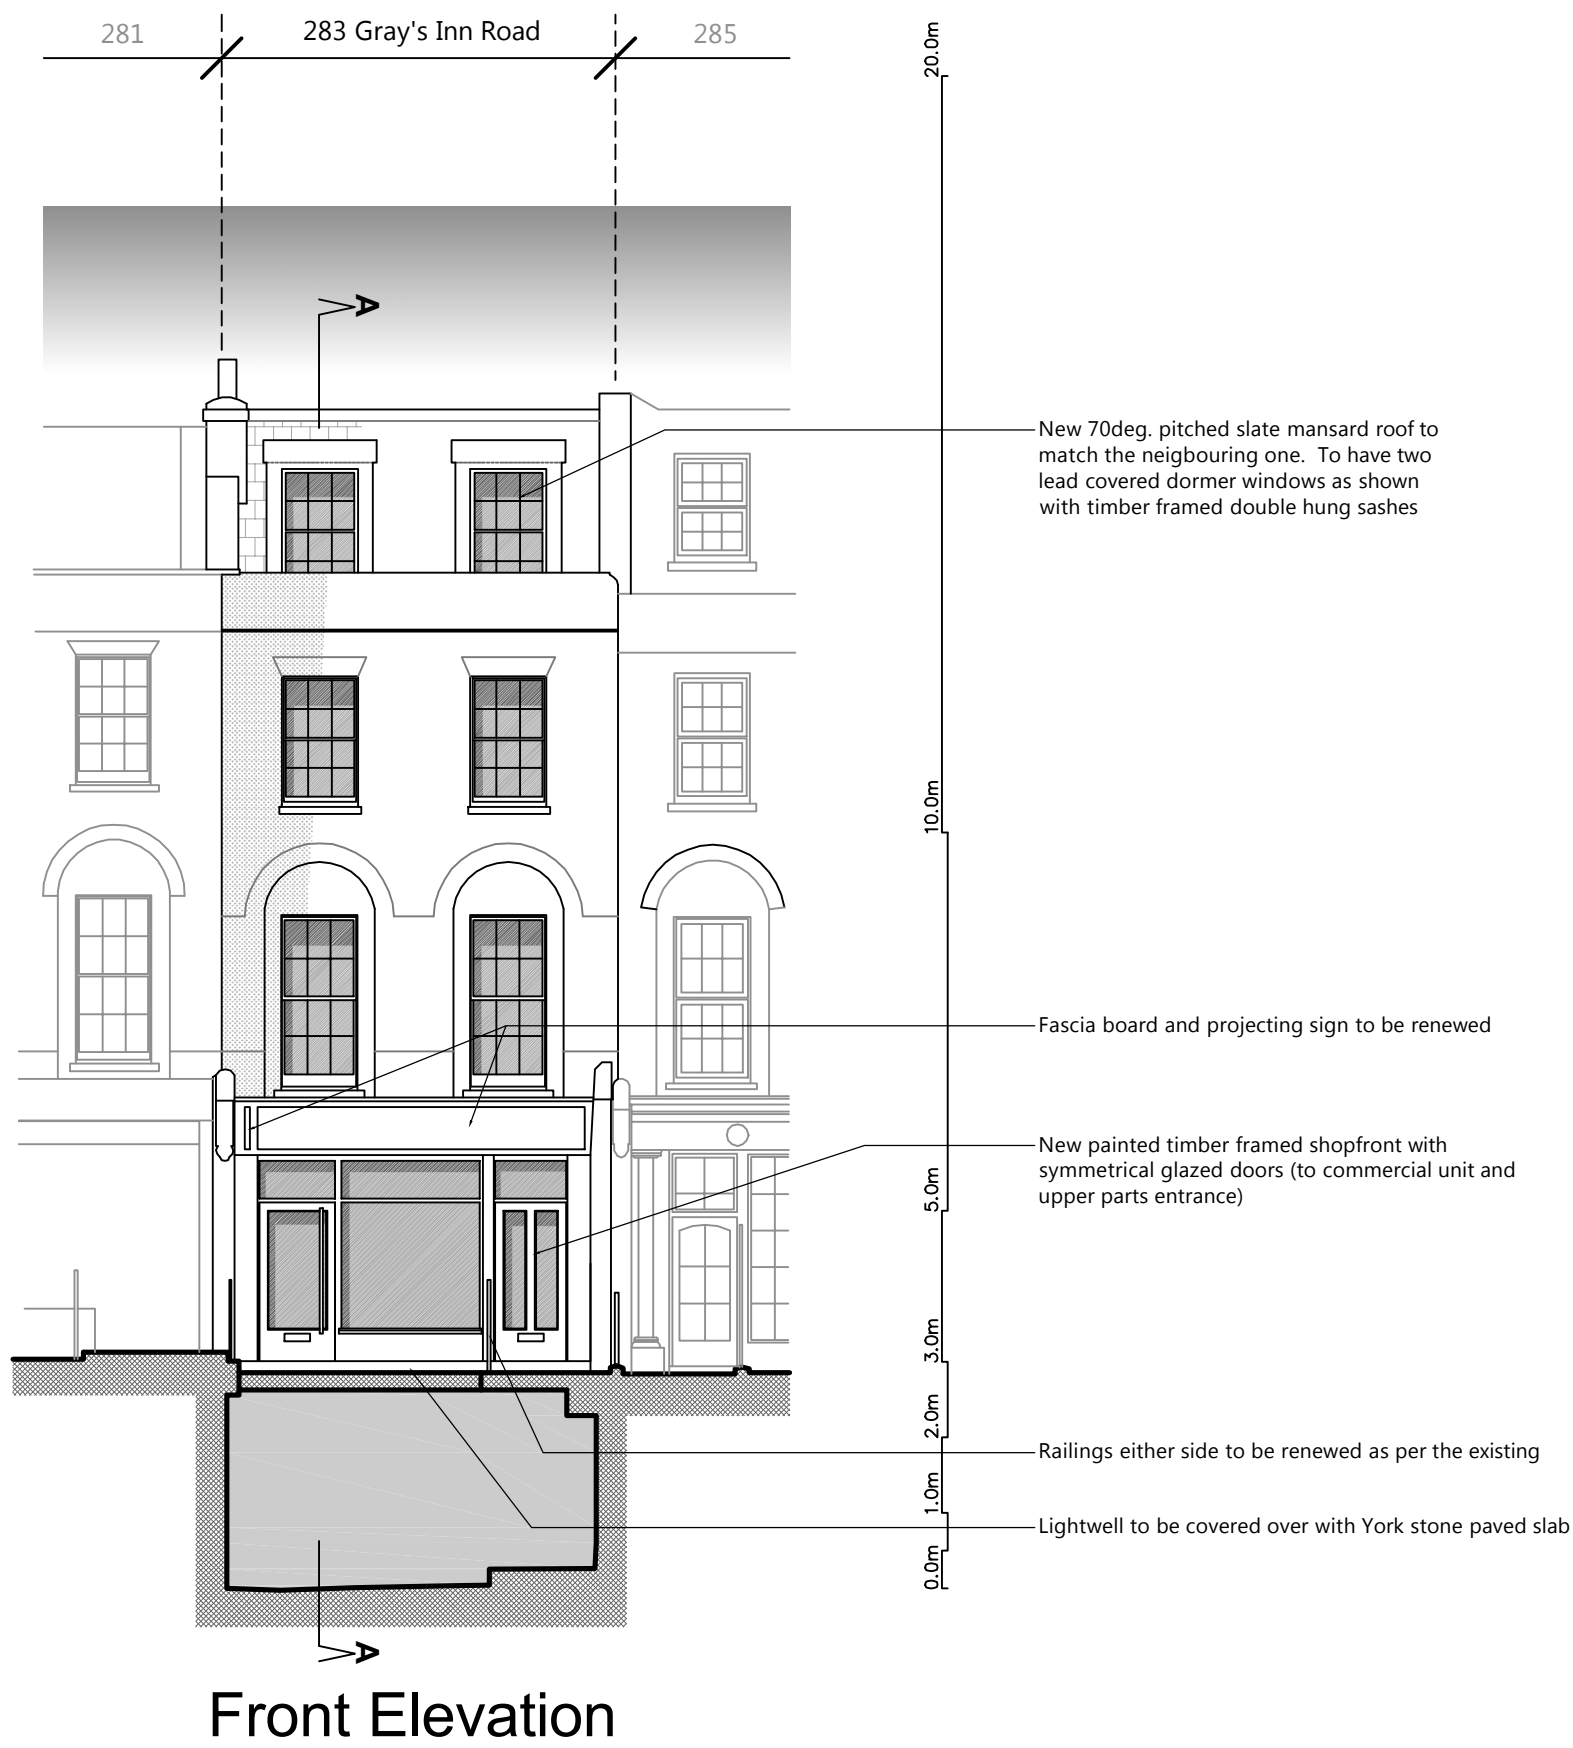 281
283 Gray's Inn Road
285
20.0m
A
New 70deg. pitched slate mansard roof to
match the neigbouring one. To have two
lead covered dormer windows as shown
with timber framed double hung sashes
10.0m
Fascia board and projecting sign to be renewed
New painted timber framed shopfront with
symmetrical glazed doors (to commercial unit and
upper parts entrance)
5.0m
3.0m
2.0m
Railings either side to be renewed as per the existing
1.0m
Lightwell to be covered over with York stone paved slab
0.0m
A
Front Elevation